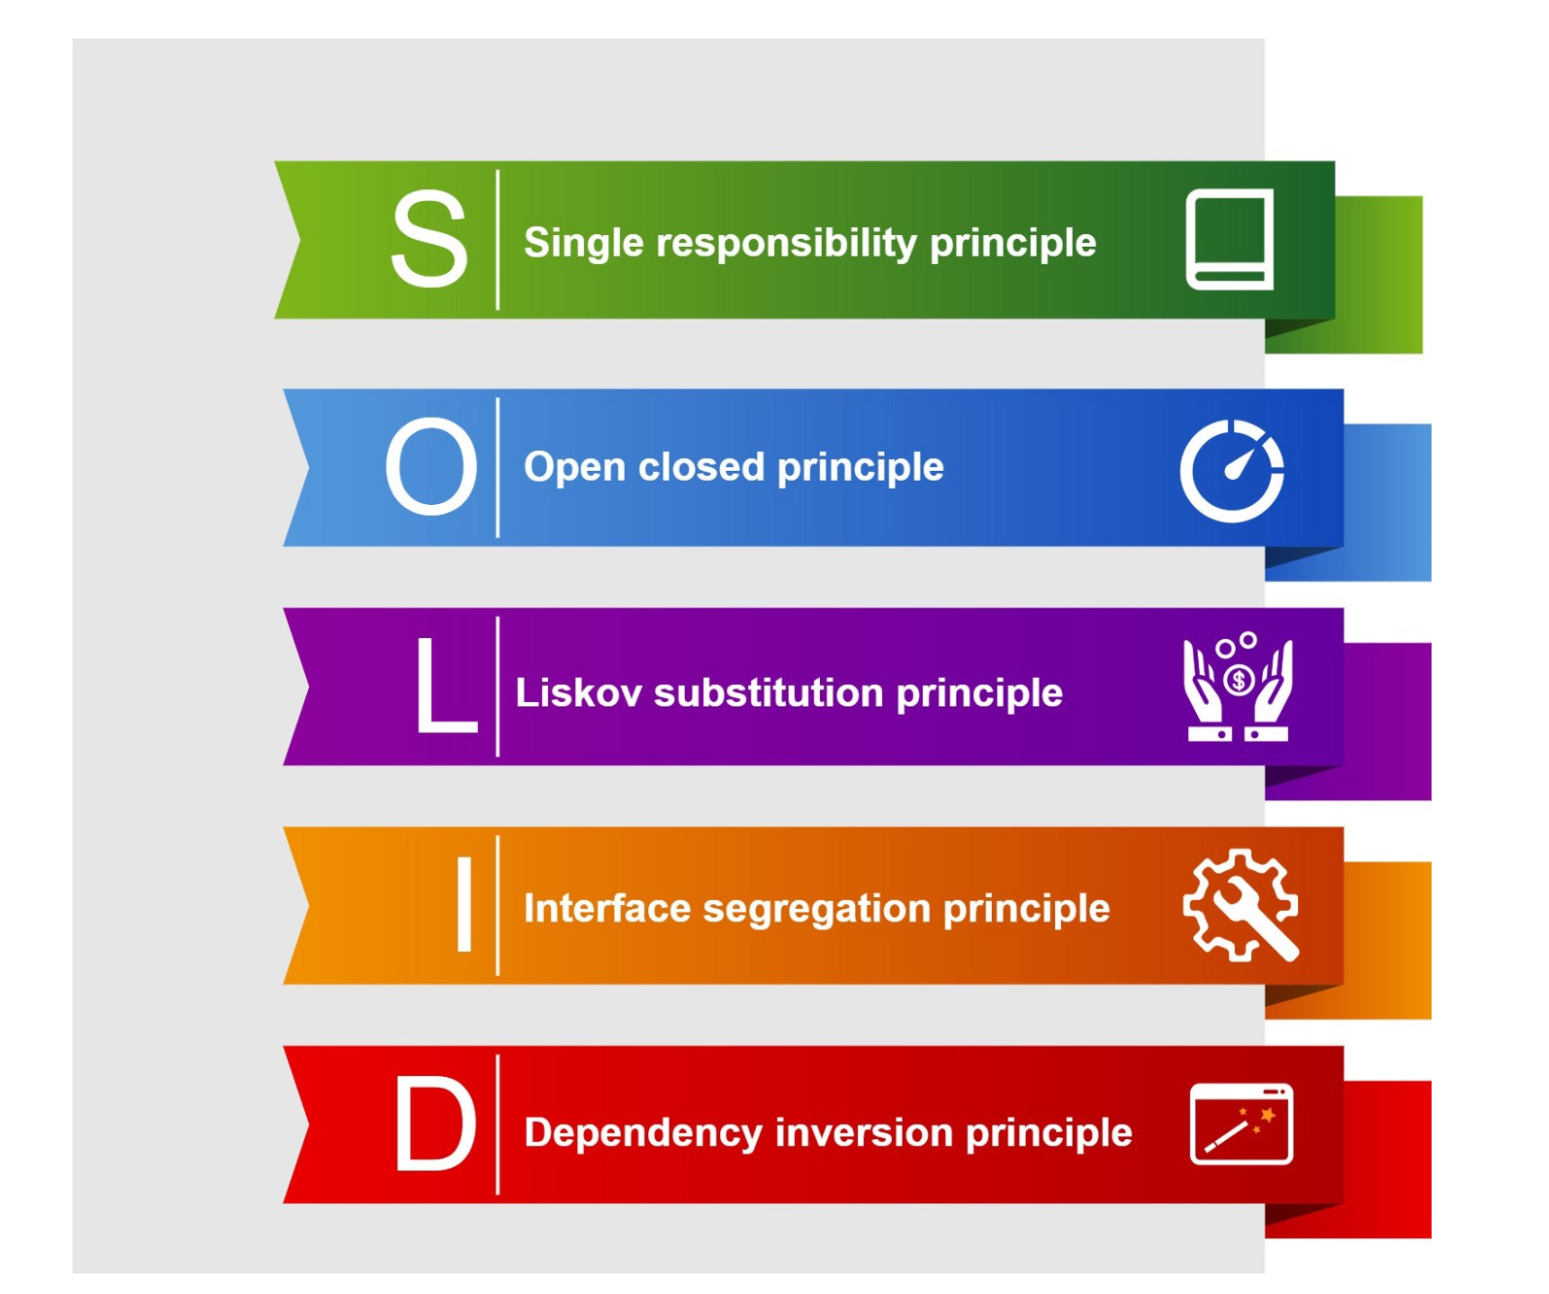 S
Single responsibility principle
O
Open closed principle
L
Liskov substitution principle
$
I
Interface segregation principle
D
Dependency inversion principle